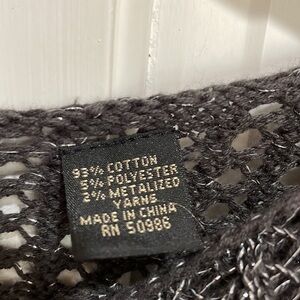 93% COTTON
5% POLYESTER
2% METALIZED
YARNS
MADE IN CHINA
RN 50986